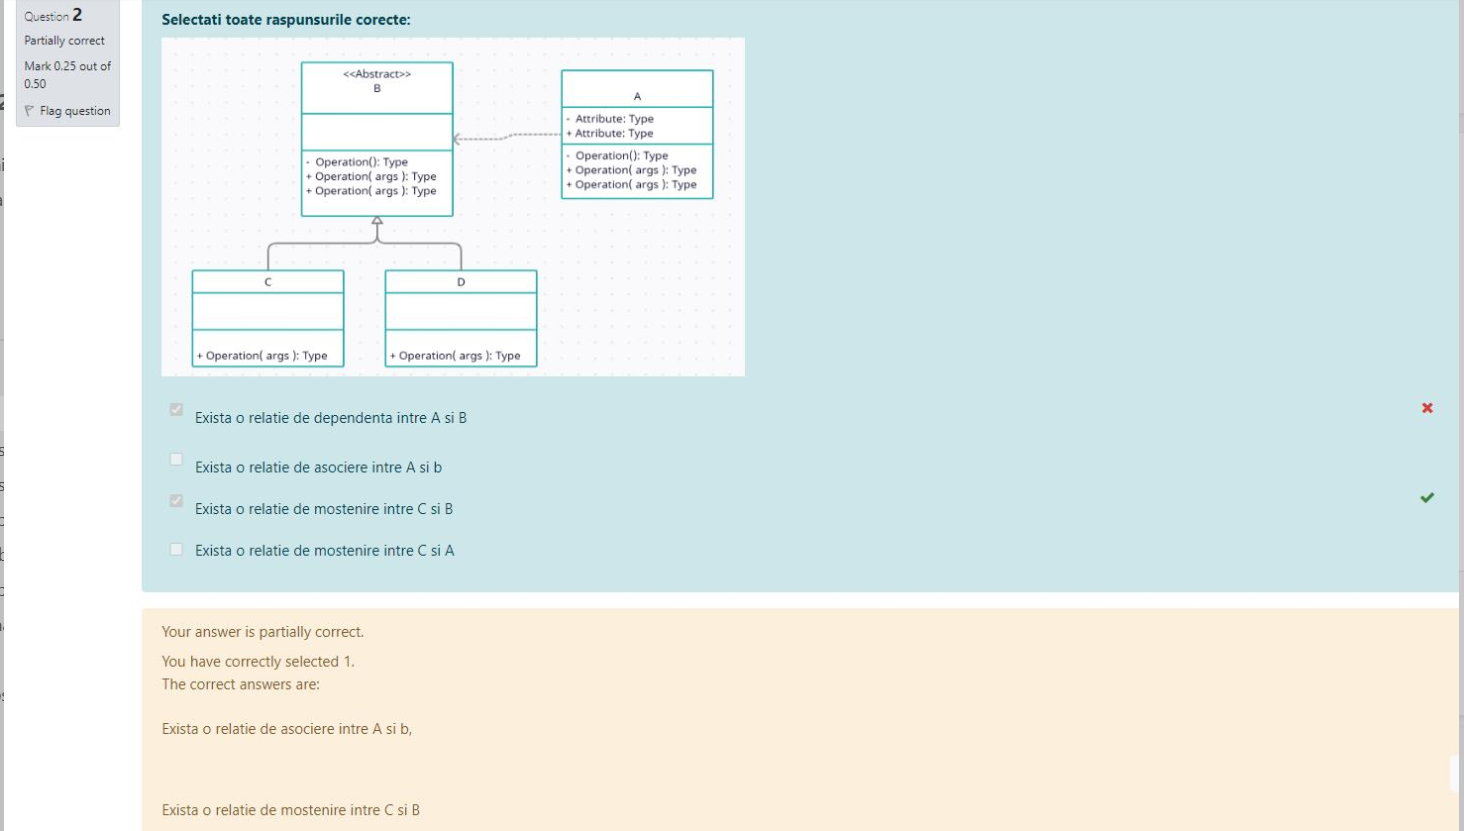 Question 2
Partially correct
Mark 0.25 out of
0.50
Flag question
Selectati toate raspunsurile corecte:
<<Abstract>>
B
- Operation(): Type
+ Operation( args ): Type
+ Operation( args ): Type
A
- Attribute: Type
+ Attribute: Type
- Operation(): Type
+ Operation( args ): Type
+ Operation( args ): Type
C
+ Operation( args ): Type
D
+ Operation( args ): Type
Exista o relatie de dependenta intre A si B
Exista o relatie de asociere intre A si b
Exista o relatie de mostenire intre C si B
Exista o relatie de mostenire intre C si A
Your answer is partially correct.
You have correctly selected 1.
The correct answers are:
Exista o relatie de asociere intre A si b,
Exista o relatie de mostenire intre C si B